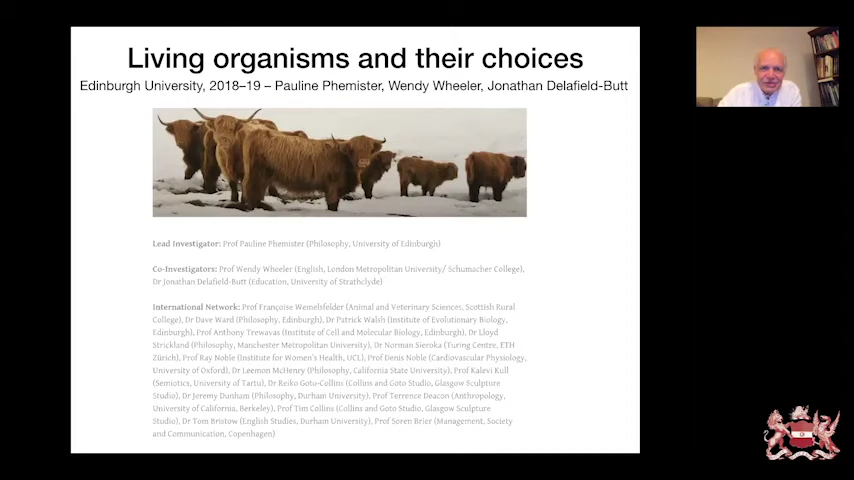 Living organisms and their choices
Edinburgh University, 2018–19 – Pauline Phemister, Wendy Wheeler, Jonathan Delafield-Butt
Lead Investigator: Prof Pauline Phemister (Philosophy, University of Edinburgh)
Co-Investigators: Prof Wendy Wheeler (English, London Metropolitan University/ Schumacher College),
Dr Jonathan Delafield-Butt (Education, University of Strathclyde)
International Network: Prof Françoise Wemelsfelder (Animal and Veterinary Sciences, Scottish Rural
College), Dr Dave Ward (Philosophy, Edinburgh), Dr Patrick Walsh (Institute of Evolutionary Biology,
Edinburgh), Prof Anthony Trewavas (Institute of Cell and Molecular Biology, Edinburgh), Dr Lloyd
Strickland (Philosophy, Manchester Metropolitan University), Dr Norman Sieroka (Turing Centre, ETH
Zürich), Prof Ray Noble (Institute for Women's Health, UCL), Prof Denis Noble (Cardiovascular Physiology,
University of Oxford), Dr Leemon McHenry (Philosophy, California State University), Prof Kalevi Kull
(Semiotics, University of Tartu), Dr Reiko Goto-Collins (Collins and Goto Studio, Glasgow Sculpture
Studio), Dr Jeremy Dunham (Philosophy, Durham University), Prof Terrence Deacon (Anthropology,
University of California, Berkeley), Prof Tim Collins (Collins and Goto Studio, Glasgow Sculpture
Studio), Dr Tom Bristow (English Studies, Durham University), Prof Soren Brier (Management, Society
and Communication, Copenhagen)